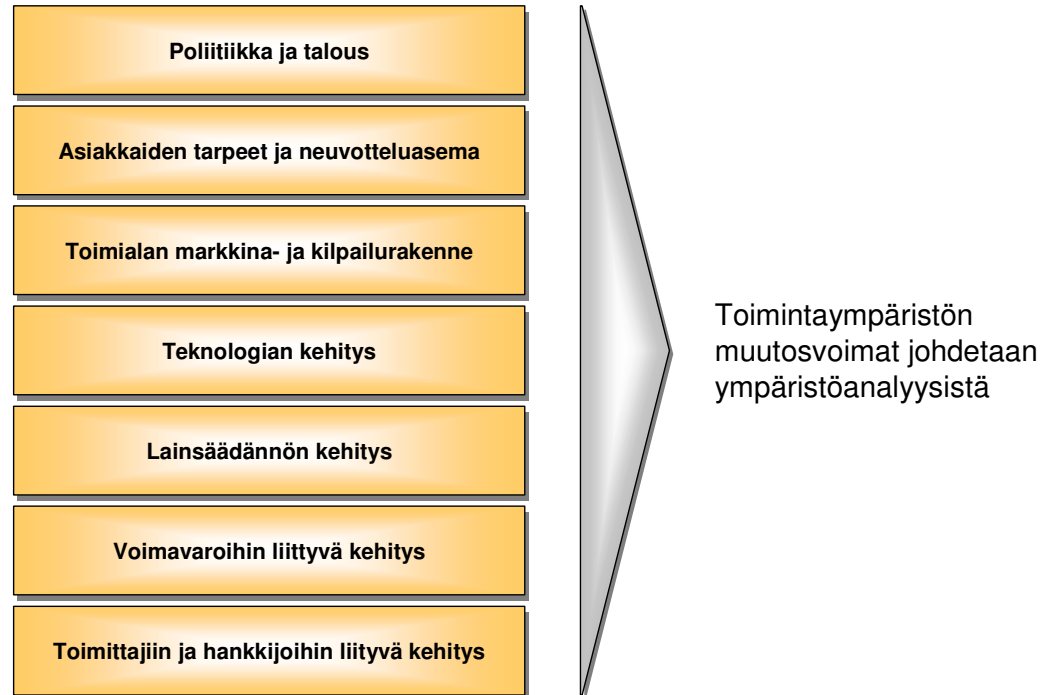 Poliitiikka ja talous
Asiakkaiden tarpeet ja neuvotteluasema
Toimialan markkina- ja kilpailurakenne
Teknologian kehitys
Lainsäädännön kehitys
Voimavaroihin liittyvä kehitys
Toimittajiin ja hankkijoihin liityvä kehitys
Toimintaympäristön
muutosvoimat johdetaan
ympäristöanalyysistä